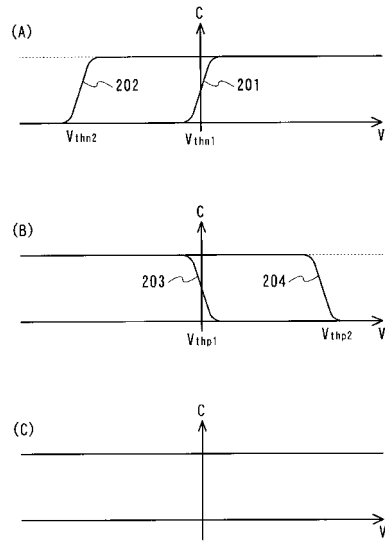 (A)
C
202
201
Vthn2
Vthn1
V
(B)
C
203
204
Vthp1
Vthp2
V
(C)
C
V